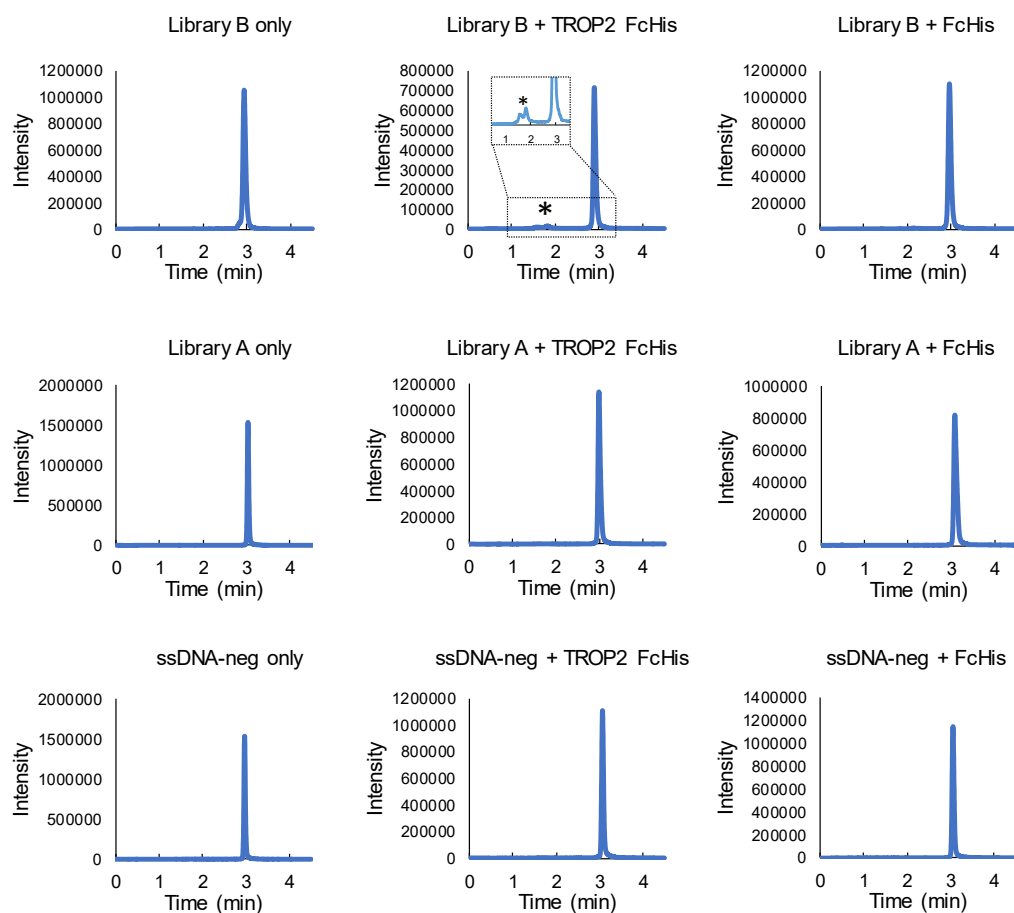 Library B only
Intensity
1200000
1000000
800000
600000
400000
200000
0
0 1 2 3 4
Time (min)
Library B + TROP2 FcHis
Intensity
800000
700000
600000
500000
400000
300000
200000
100000
0
*
1 2 3
*
0 1 2 3 4
Time (min)
Library B + FcHis
Intensity
1200000
1000000
800000
600000
400000
200000
0
0 1 2 3 4
Time (min)
Library A only
Intensity
2000000
1500000
1000000
500000
0
0 1 2 3 4
Time (min)
Library A + TROP2 FcHis
Intensity
1200000
1000000
800000
600000
400000
200000
0
0 1 2 3 4
Time (min)
Library A + FcHis
Intensity
1000000
800000
600000
400000
200000
0
0 1 2 3 4
Time (min)
ssDNA-neg only
Intensity
2000000
1500000
1000000
500000
0
0 1 2 3 4
Time (min)
ssDNA-neg + TROP2 FcHis
Intensity
1200000
1000000
800000
600000
400000
200000
0
0 1 2 3 4
Time (min)
ssDNA-neg + FcHis
Intensity
1400000
1200000
1000000
800000
600000
400000
200000
0
0 1 2 3 4
Time (min)